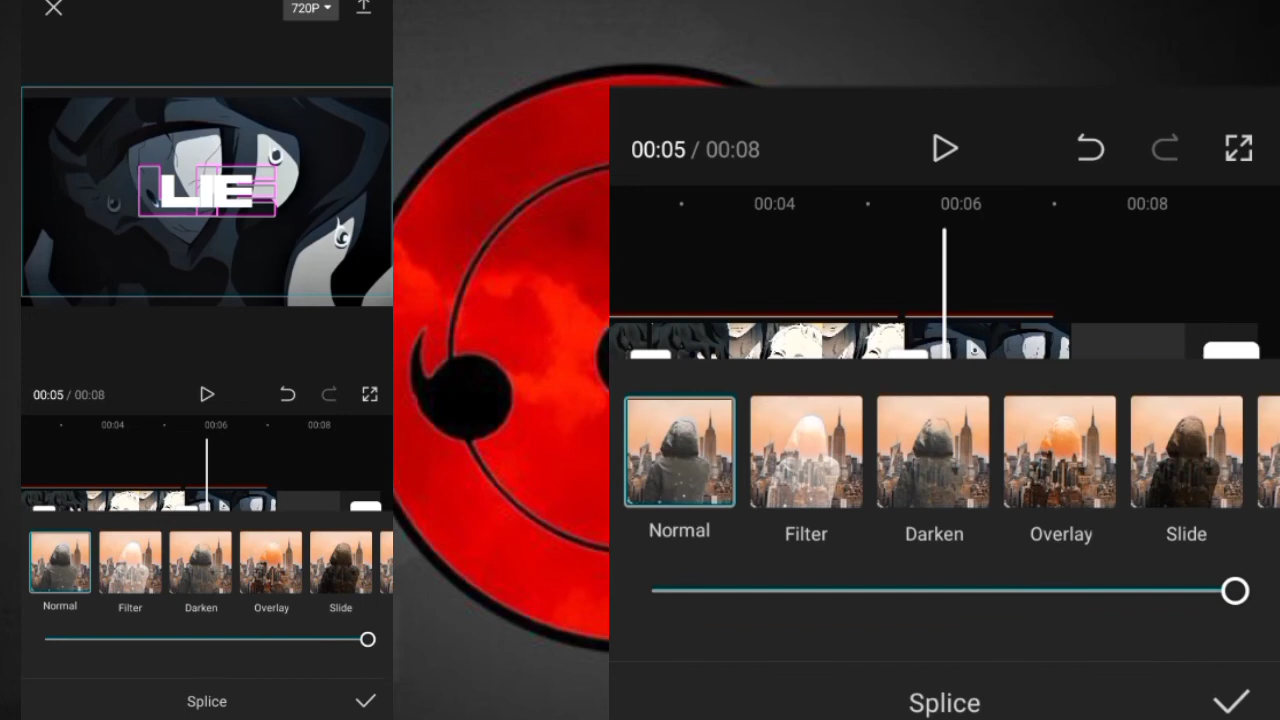 720P
LIE
00:05 / 00:08
00:04
00:06
00:08
Normal
Filter
Darken
Overlay
Slide
Splice
00:05 / 00:08
00:04
00:06
00:08
Normal
Filter
Darken
Overlay
Slide
Splice